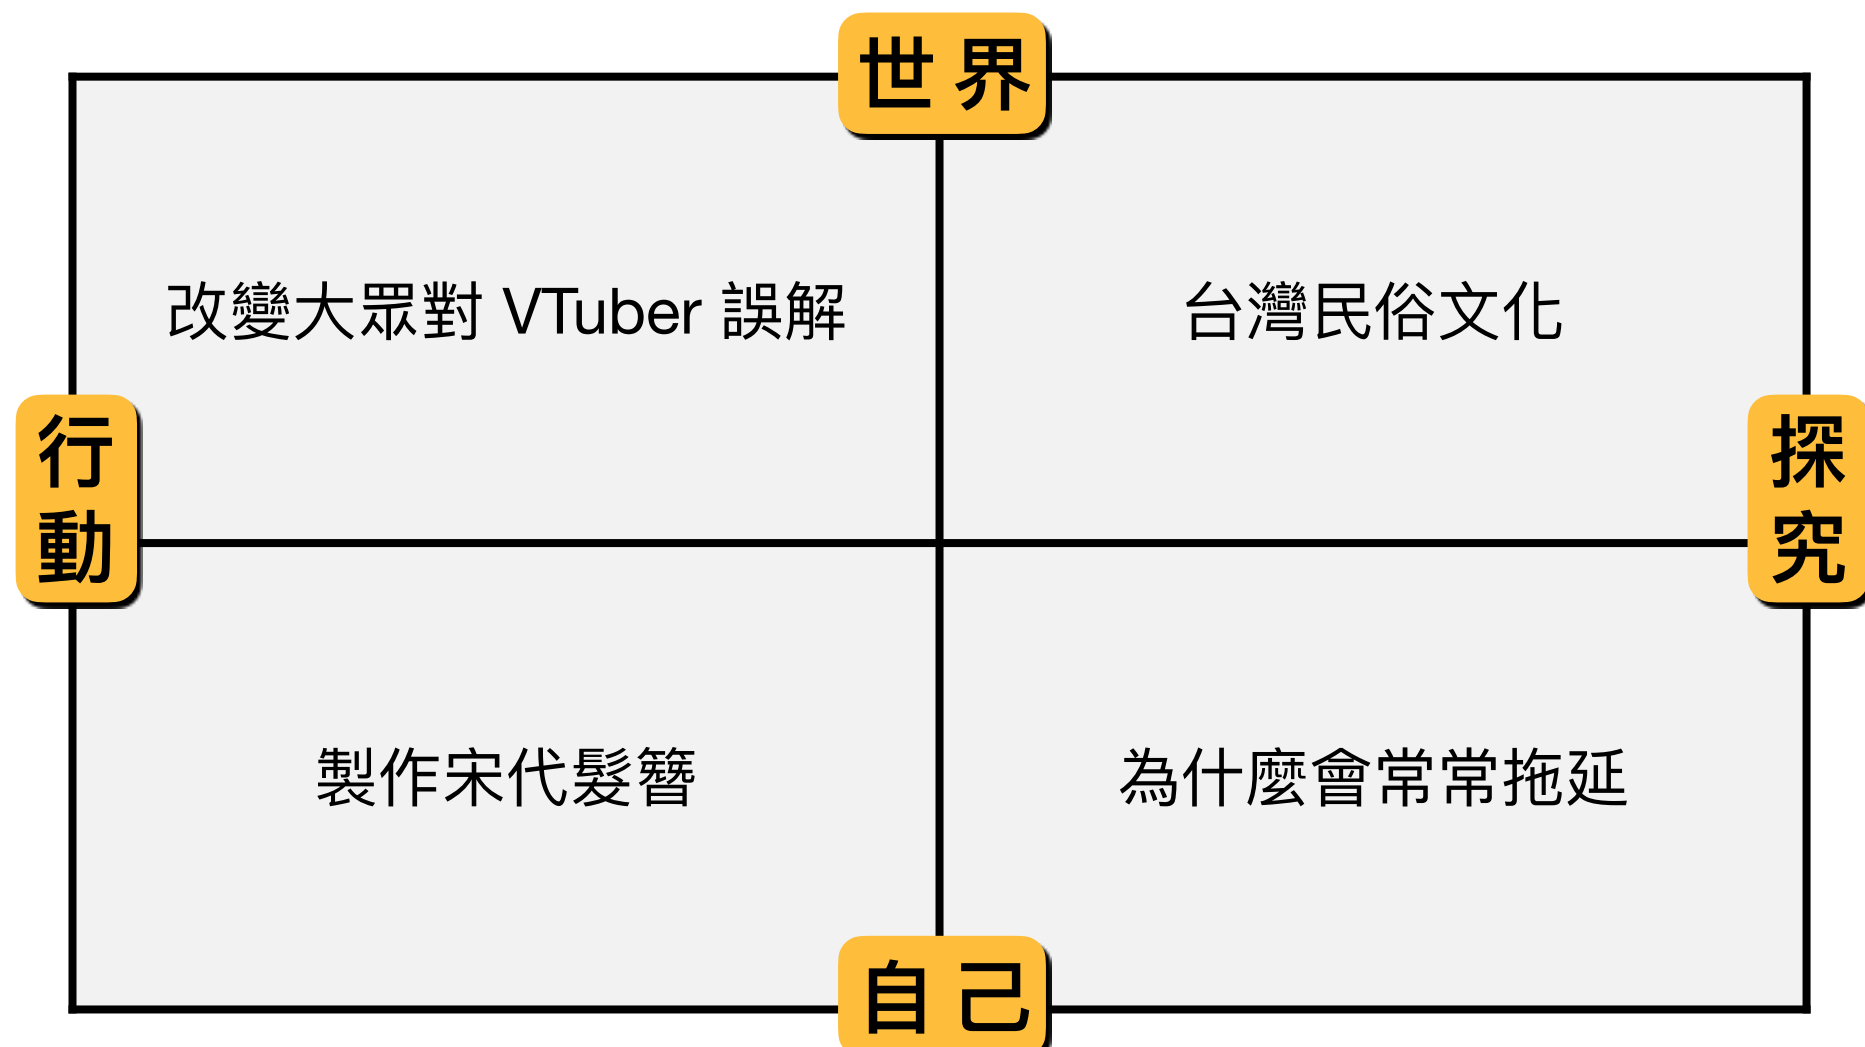 世界
改變大眾對 VTuber 誤解
台灣民俗文化
行動
探究
製作宋代髮簪
為什麼會常常拖延
自己